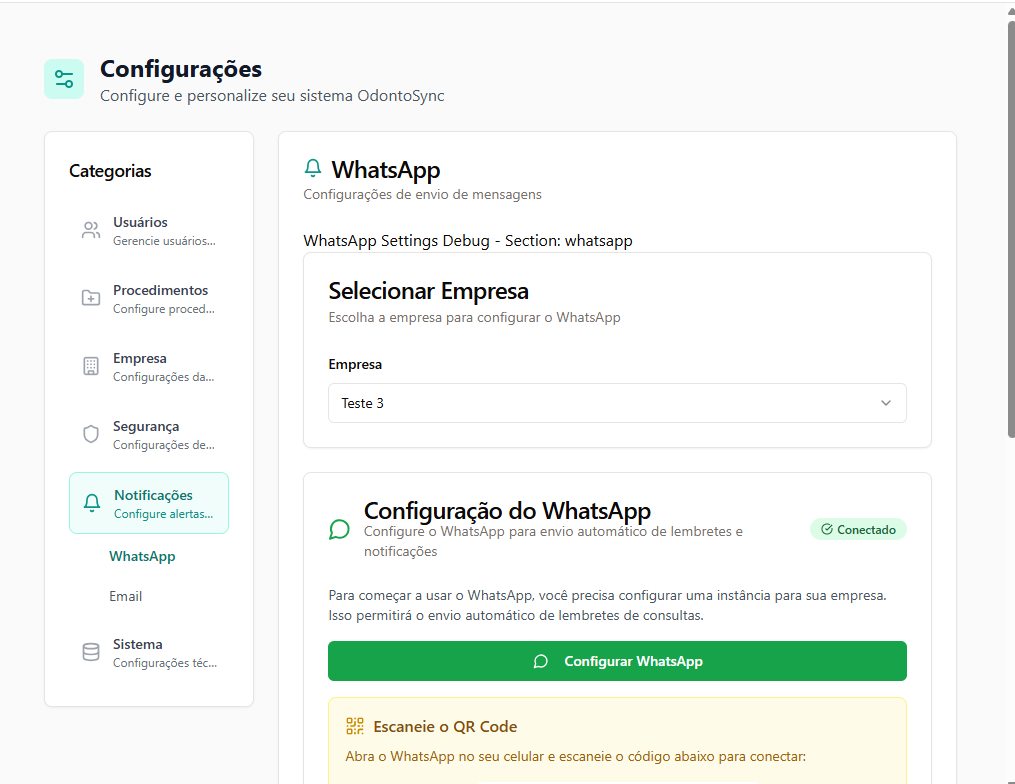 Configurações
Configure e personalize seu sistema OdontoSync
Categorias
Usuários
Gerencie usuários...
Procedimentos
Configure proced...
Empresa
Configurações da...
Segurança
Configurações de...
Notificações
Configure alertas...
WhatsApp
Email
Sistema
Configurações téc...
WhatsApp
Configurações de envio de mensagens
WhatsApp Settings Debug - Section: whatsapp
Selecionar Empresa
Escolha a empresa para configurar o WhatsApp
Empresa
Teste 3
Configuração do WhatsApp
Configure o WhatsApp para envio automático de lembretes e
notificações
Conectado
Para começar a usar o WhatsApp, você precisa configurar uma instância para sua empresa.
Isso permitirá o envio automático de lembretes de consultas.
Configurar WhatsApp
Escaneie o QR Code
Abra o WhatsApp no seu celular e escaneie o código abaixo para conectar: